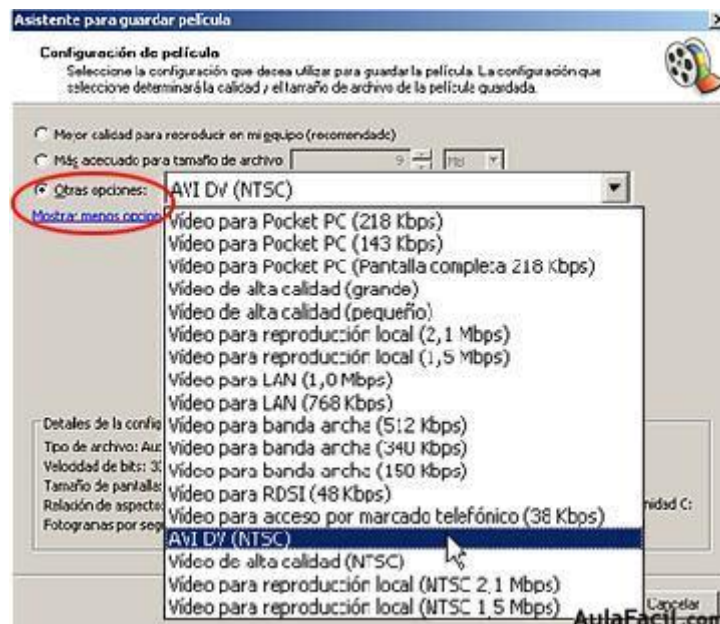 Asistente para guardar película
Configuración de película
Seleccione la configuración que desea utilizar para guardar la película. La configuración que
seleccione determinará la calidad y el tamaño de archivo de la película guardada.
Mejor calidad para reproducir en mi equipo (recomendado)
Más adecuado para tamaño de archivo 9 MB
Otras opciones: AVI DV (NTSC)
Mostrar menos opcion
Vídeo para Pocket PC (218 Kbps)
Vídeo para Pocket PC (143 Kbps)
Vídeo para Pocket PC (Pantalla completa 218 Kbps)
Vídeo de alta calidad (grande)
Vídeo de alta calidad (pequeño)
Vídeo para reproducción local (2,1 Mbps)
Vídeo para reproducción local (1,5 Mbps)
Vídeo para LAN (1,0 Mbps)
Vídeo para LAN (768 Kbps)
Vídeo para banda ancha (512 Kbps)
Vídeo para banda ancha (340 Kbps)
Vídeo para banda ancha (150 Kbps)
Vídeo para RDSI (48 Kbps)
Vídeo para acceso por marcado telefónico (38 Kbps)
AVI DV (NTSC)
Vídeo de alta calidad (NTSC)
Vídeo para reproducción local (NTSC 2,1 Mbps)
Vídeo para reproducción local (NTSC 1,5 Mbps)
Detalles de la config
Tipo de archivo: Au
Velocidad de bits: 3
Tamaño de pantalla:
Relación de aspecto: nidad C:
Fotogramas por seg
Cancelar
AulaFacil.com